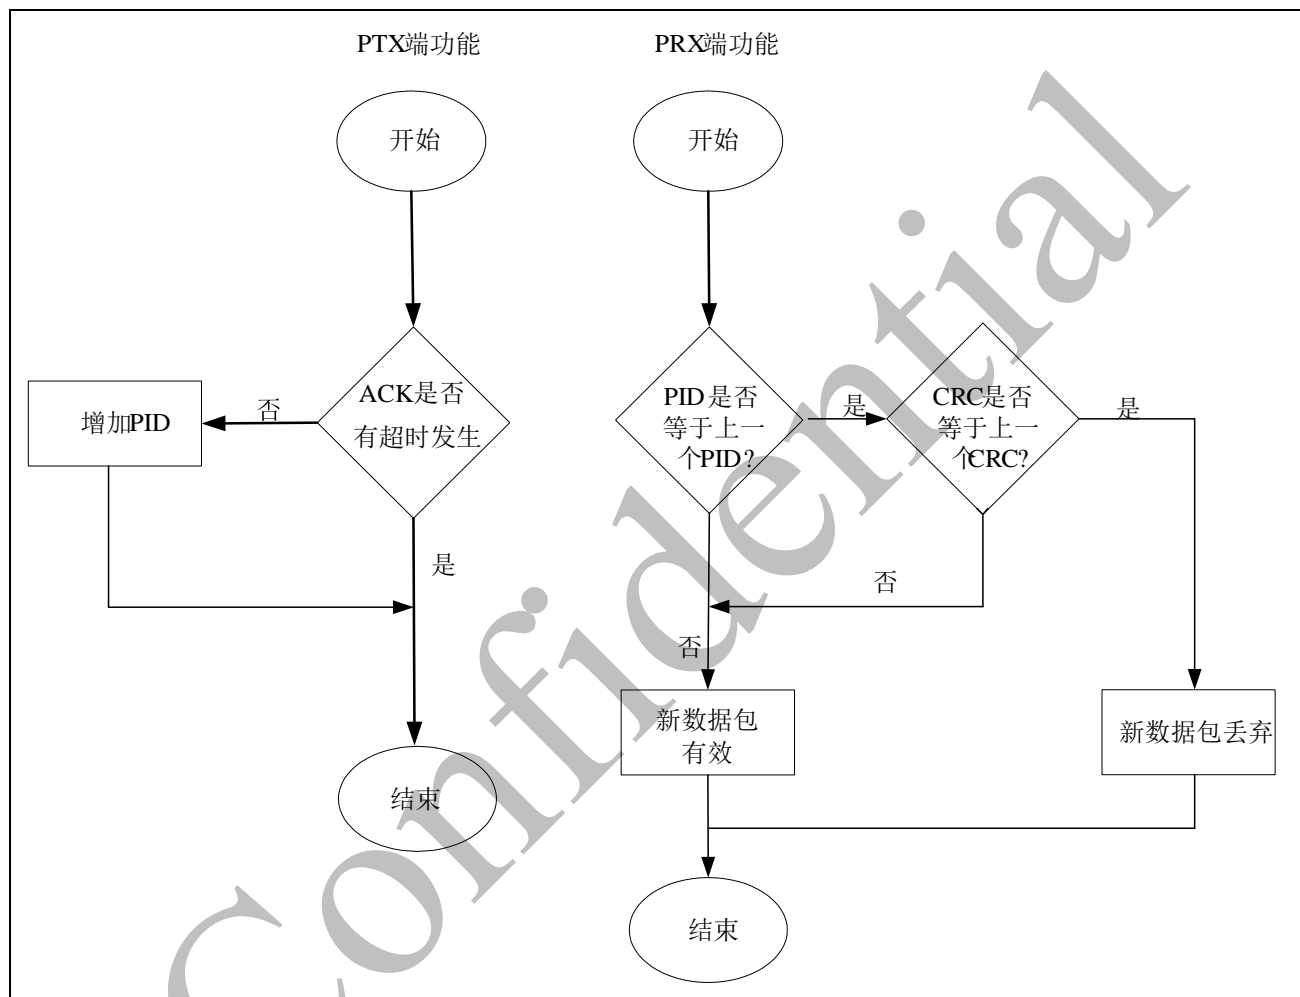 PTX端功能
PRX端功能
开始
开始
ACK是否
有超时发生
否
增加PID
是
结束
PID是否
等于上一
个PID?
是
CRC是否
等于上一
个CRC?
是
否
否
新数据包
有效
新数据包丢弃
结束
Confidential